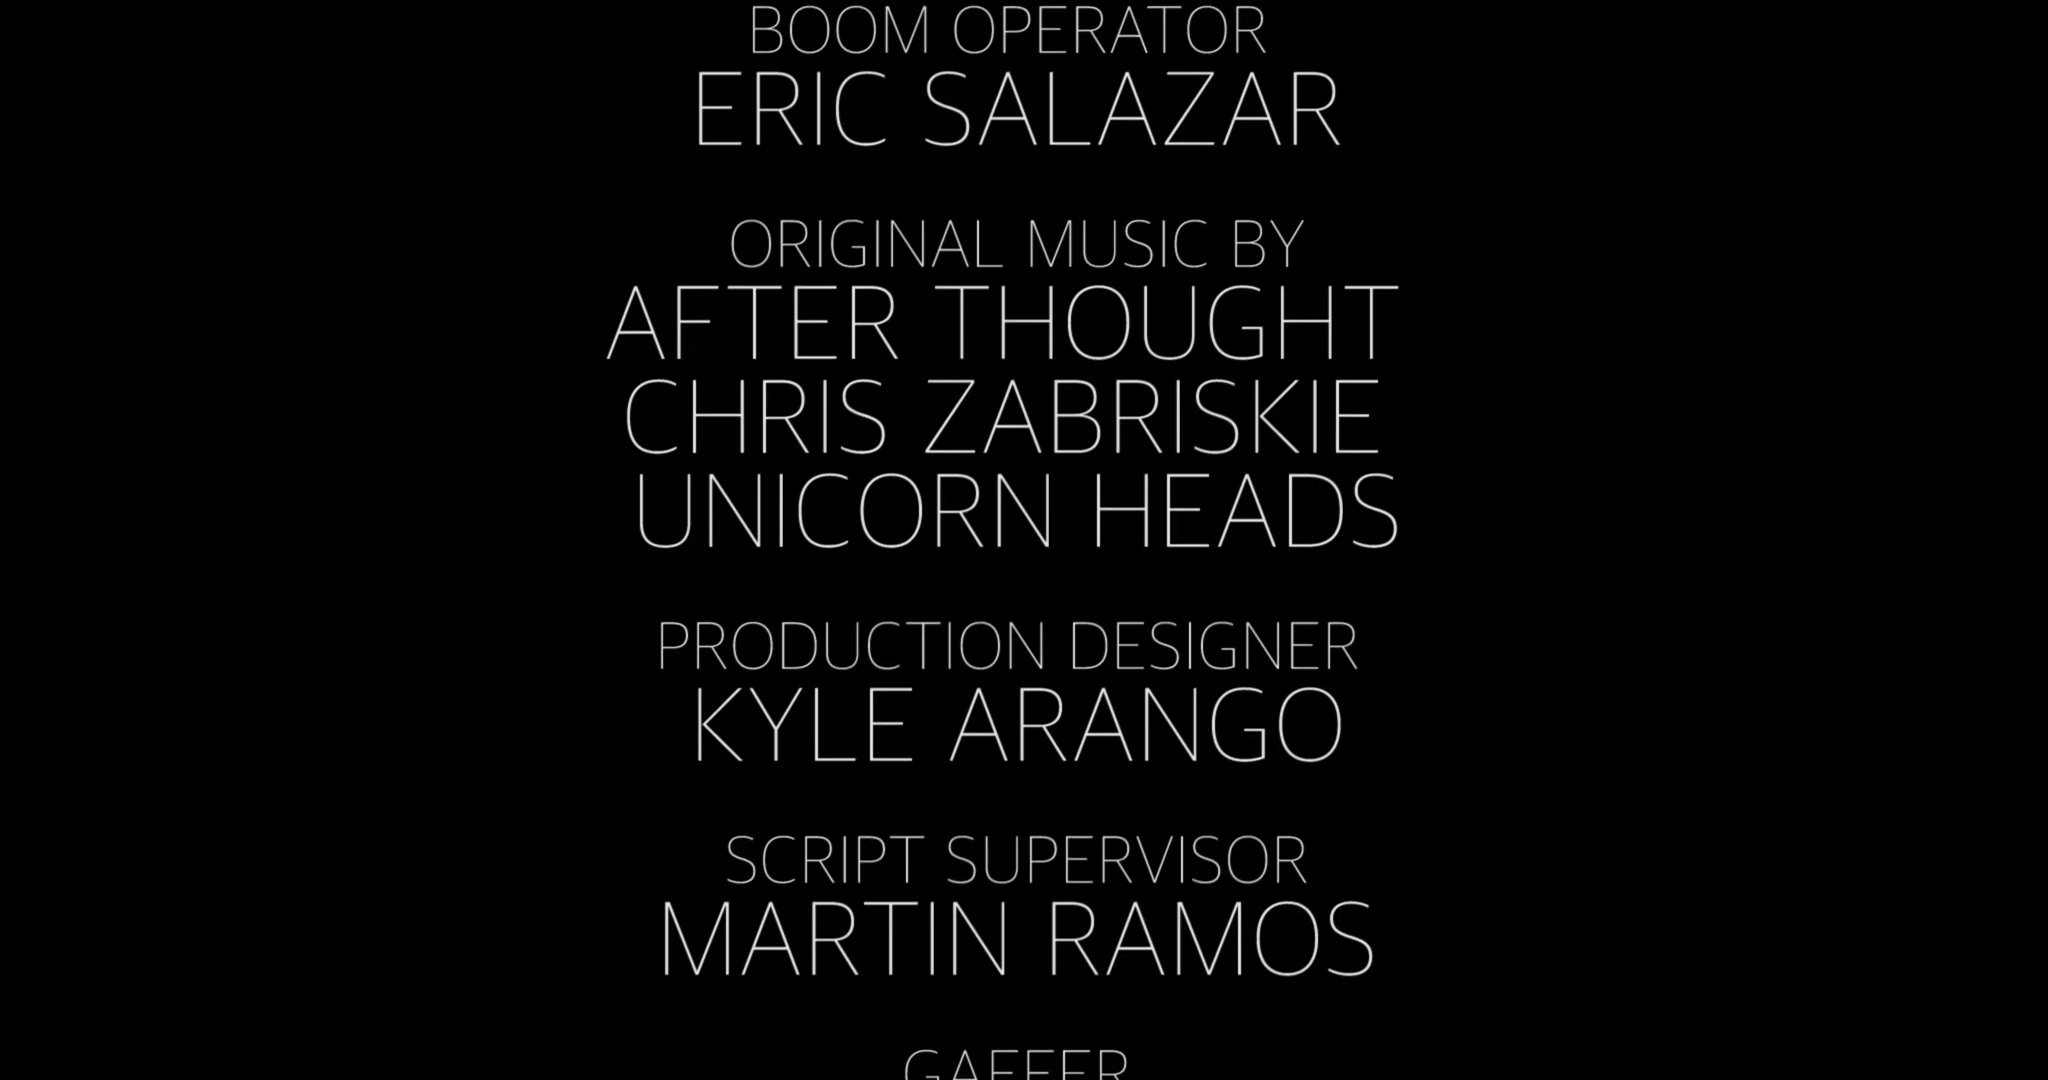 BOOM OPERATOR
ERIC SALAZAR
ORIGINAL MUSIC BY
AFTER THOUGHT
CHRIS ZABRISKIE
UNICORN HEADS
PRODUCTION DESIGNER
KYLE ARANGO
SCRIPT SUPERVISOR
MARTIN RAMOS
GAFFER